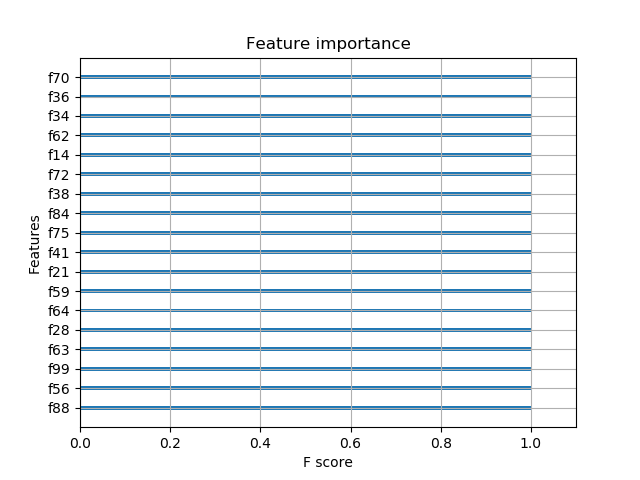 Feature importance
Features
f70
f36
f34
f62
f14
f72
f38
f84
f75
f41
f21
f59
f64
f28
f63
f99
f56
f88
0.0 0.2 0.4 0.6 0.8 1.0
F score